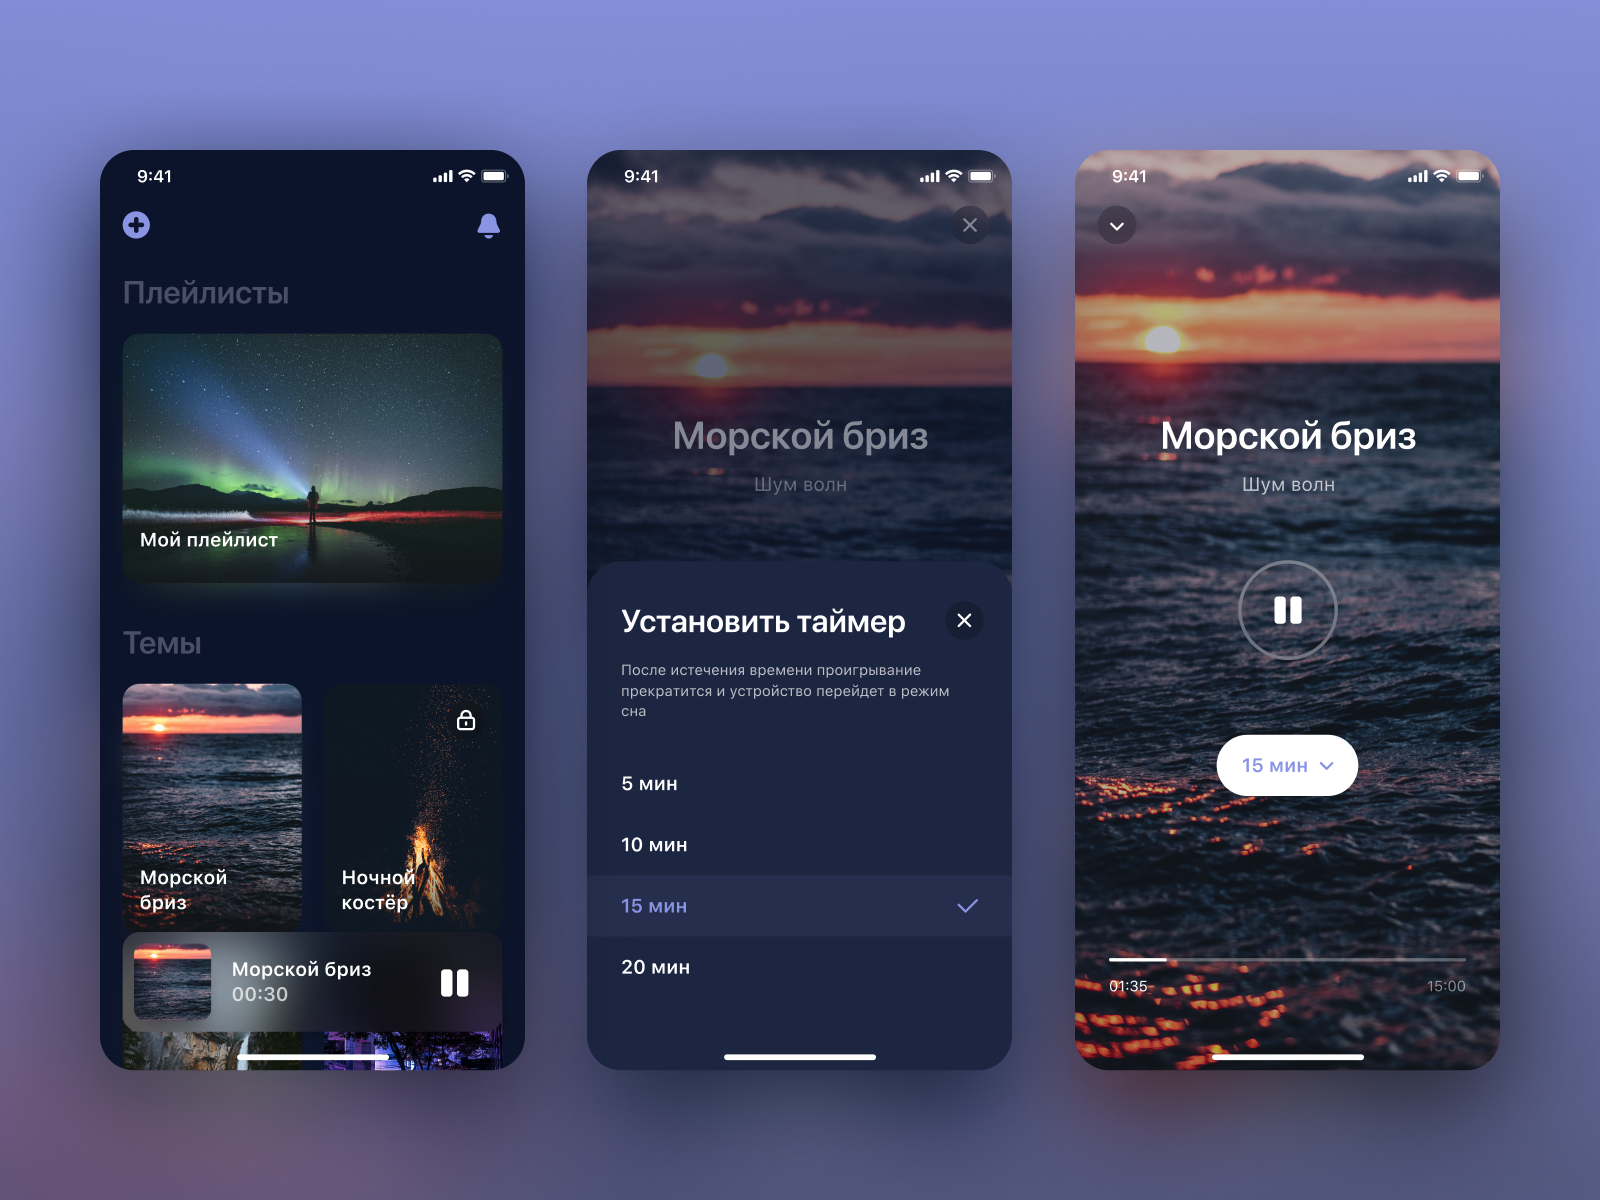 9:41
Плейлисты
Мой плейлист
Темы
Морской
бриз
Ночной
костёр
Морской бриз
00:30
9:41
Морской бриз
Шум волн
Установить таймер
После истечения времени проигрывание
прекратится и устройство перейдет в режим
сна
5 мин
10 мин
15 мин
20 мин
9:41
Морской бриз
Шум волн
15 мин
01:35
15:00